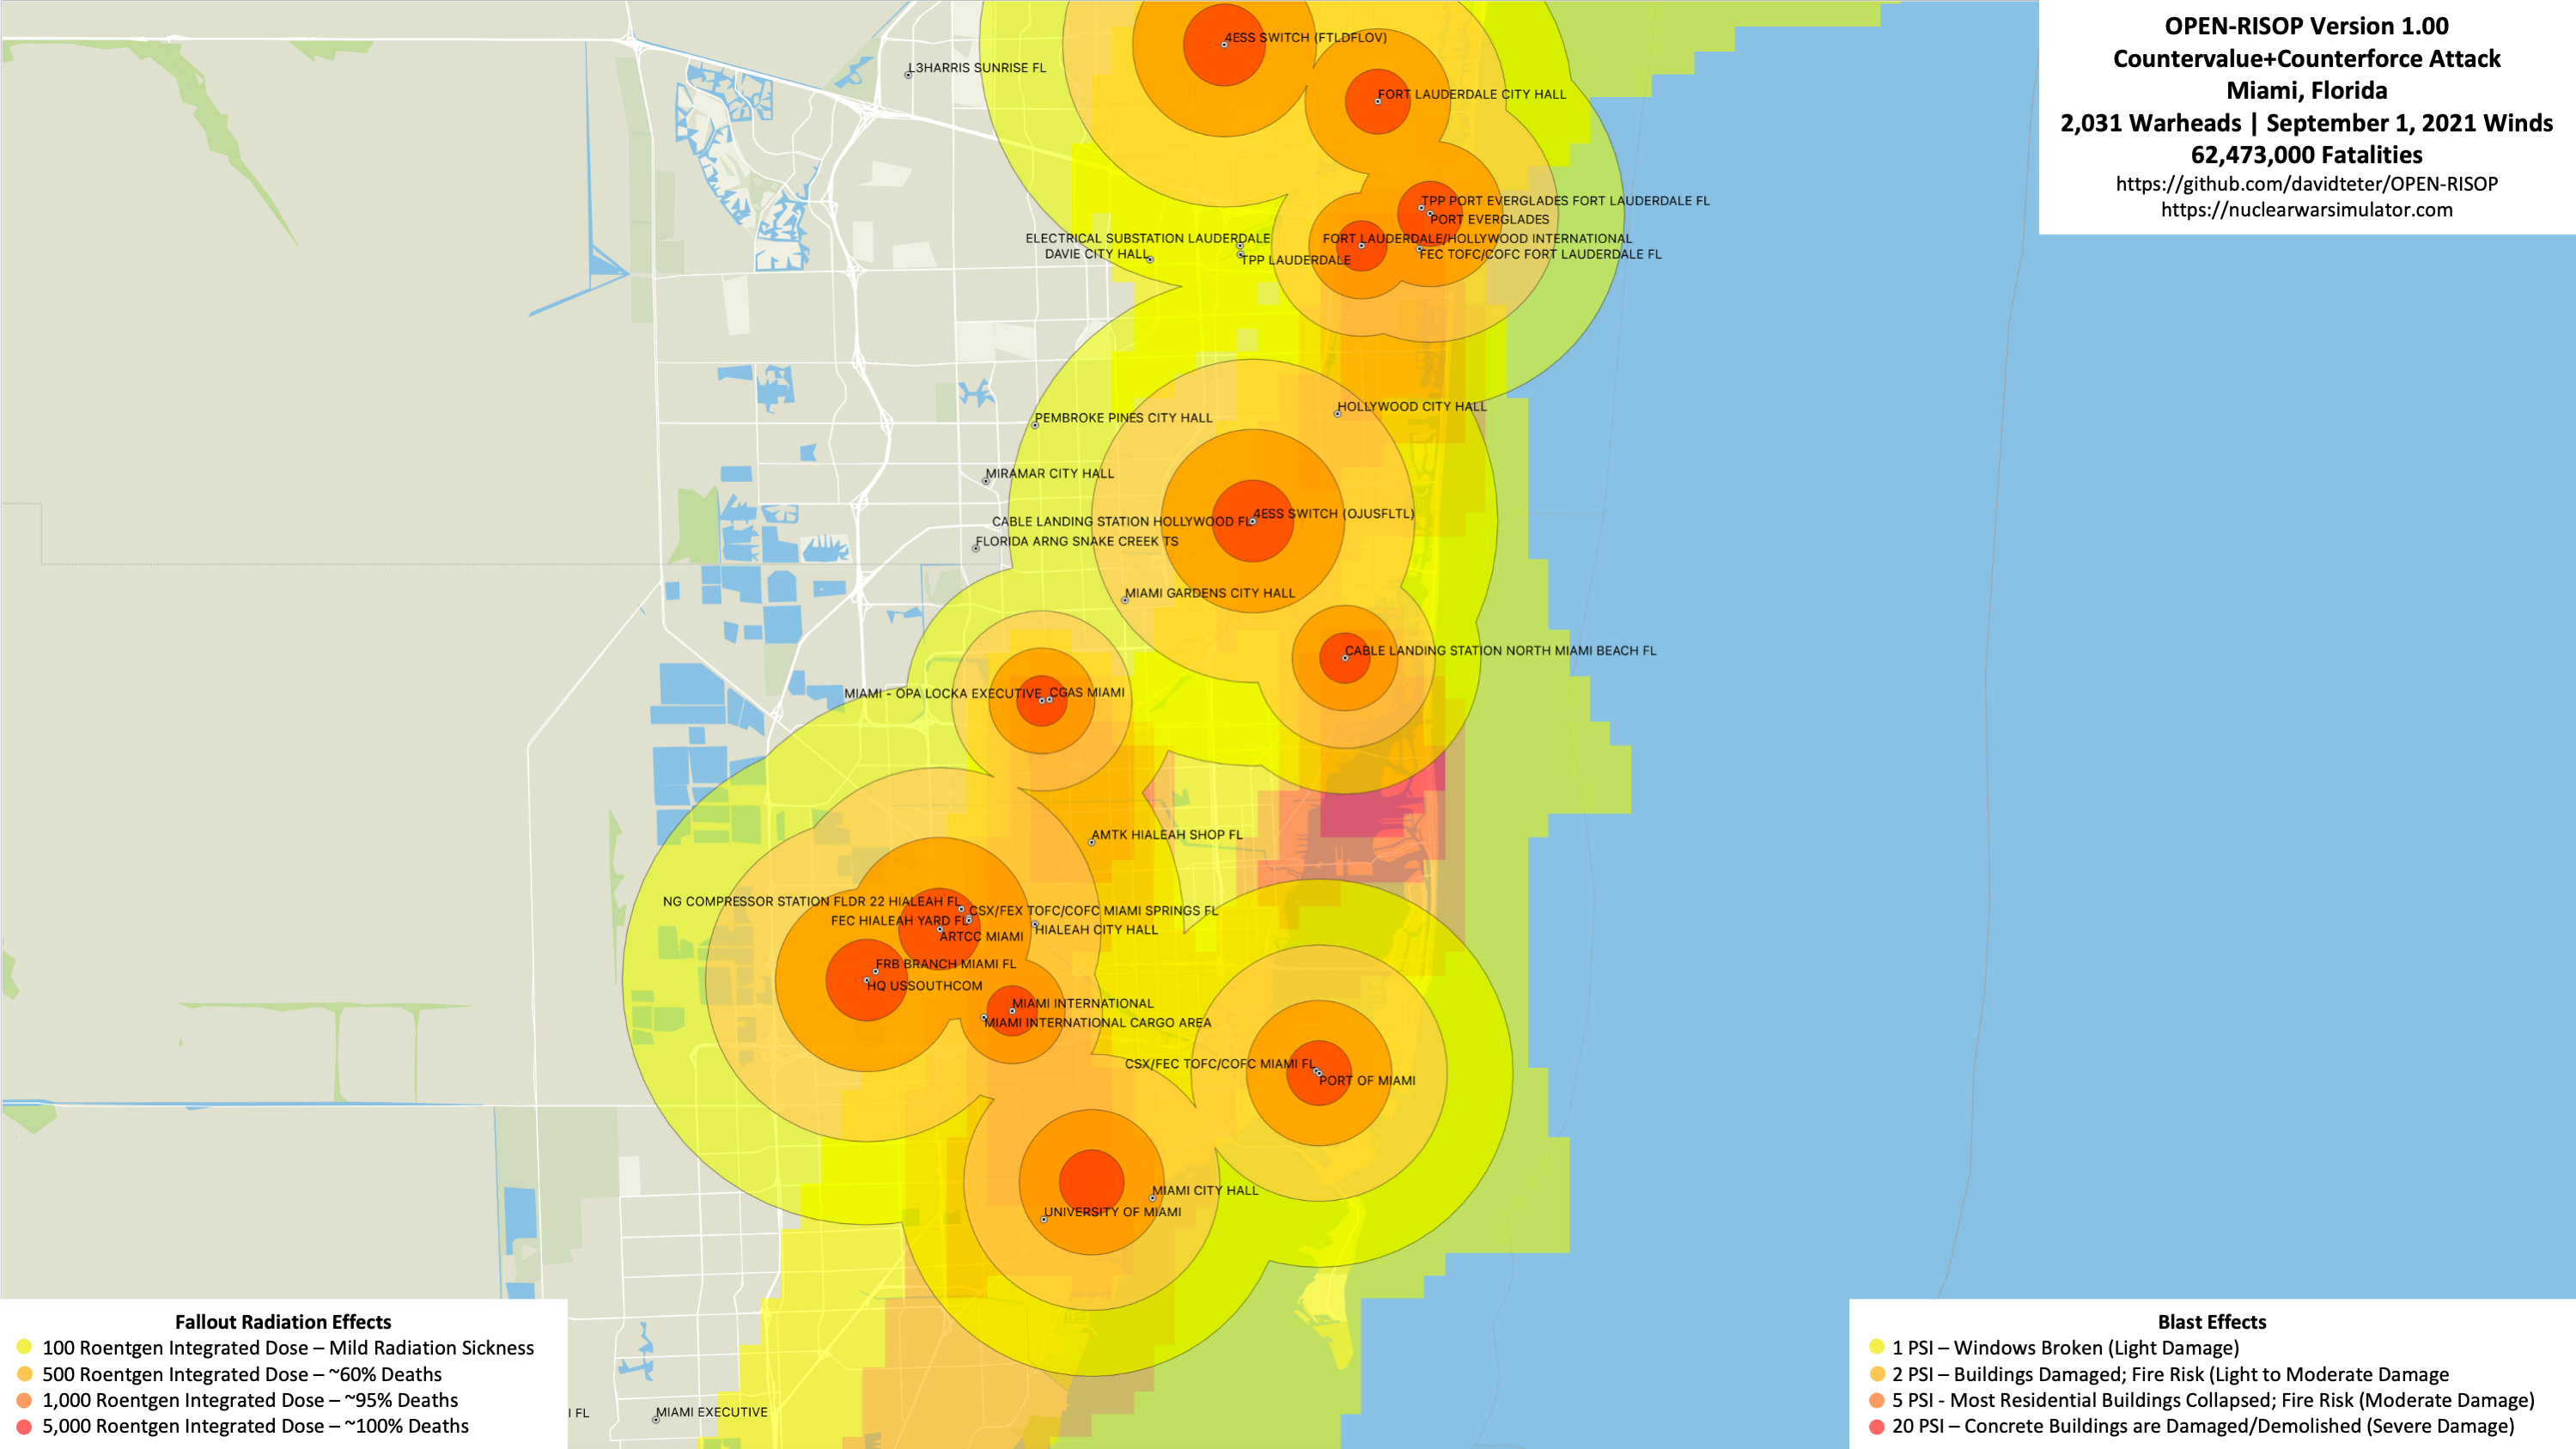 OPEN-RISOP Version 1.00
Countervalue+Counterforce Attack
Miami, Florida
2,031 Warheads | September 1, 2021 Winds
62,473,000 Fatalities
https://github.com/davidteter/OPEN-RISOP
https://nuclearwarsimulator.com
4ESS SWITCH (FTLDFLOV)
L3HARRIS SUNRISE FL
FORT LAUDERDALE CITY HALL
TPP PORT EVERGLADES FORT LAUDERDALE FL
PORT EVERGLADES
ELECTRICAL SUBSTATION LAUDERDALE
FORT LAUDERDALE/HOLLYWOOD INTERNATIONAL
DAVIE CITY HALL
TPP LAUDERDALE
FEC TOFC/COFC FORT LAUDERDALE FL
HOLLYWOOD CITY HALL
PEMBROKE PINES CITY HALL
MIRAMAR CITY HALL
CABLE LANDING STATION HOLLYWOOD FL
4ESS SWITCH (OJUSFLTL)
FLORIDA ARNG SNAKE CREEK TS
MIAMI GARDENS CITY HALL
CABLE LANDING STATION NORTH MIAMI BEACH FL
MIAMI - OPA LOCKA EXECUTIVE
CGAS MIAMI
AMTK HIALEAH SHOP FL
NG COMPRESSOR STATION FLDR 22 HIALEAH FL
CSX/FEX TOFC/COFC MIAMI SPRINGS FL
FEC HIALEAH YARD FL
HIALEAH CITY HALL
ARTCC MIAMI
FRB BRANCH MIAMI FL
HQ USSOUTHCOM
MIAMI INTERNATIONAL
MIAMI INTERNATIONAL CARGO AREA
CSX/FEC TOFC/COFC MIAMI FL
PORT OF MIAMI
MIAMI CITY HALL
UNIVERSITY OF MIAMI
I FL
MIAMI EXECUTIVE
Fallout Radiation Effects
100 Roentgen Integrated Dose – Mild Radiation Sickness
500 Roentgen Integrated Dose – ~60% Deaths
1,000 Roentgen Integrated Dose – ~95% Deaths
5,000 Roentgen Integrated Dose – ~100% Deaths
Blast Effects
1 PSI – Windows Broken (Light Damage)
2 PSI – Buildings Damaged; Fire Risk (Light to Moderate Damage
5 PSI - Most Residential Buildings Collapsed; Fire Risk (Moderate Damage)
20 PSI – Concrete Buildings are Damaged/Demolished (Severe Damage)